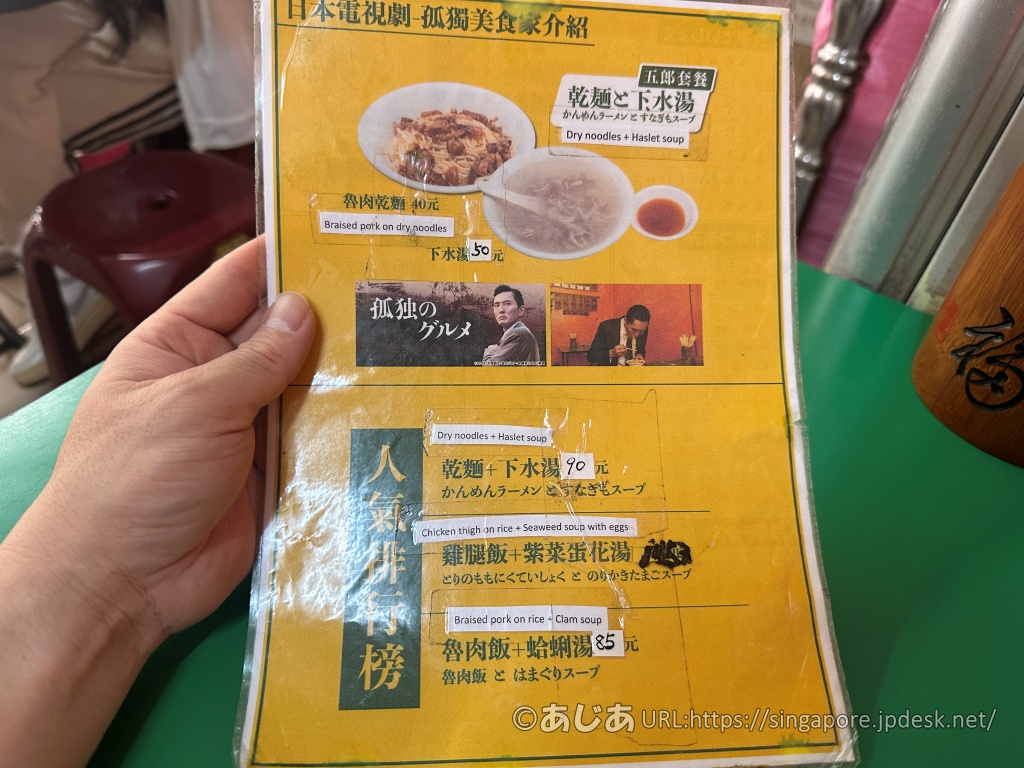 日本電視劇-孤獨美食家介紹
五郎套餐
乾麵と下水湯
かんめんラーメン と すなぎもスープ
Dry noodles + Haslet soup
魯肉乾麵 40元
Braised pork on dry noodles
下水湯 50元
孤独の
グルメ
人氣排行榜
Dry noodles + Haslet soup
乾麵+下水湯 90元
かんめんラーメン と すなぎもスープ
Chicken thigh on rice + Seaweed soup with eggs
雞腿飯+紫菜蛋花湯
とりのももにくていしょく と のりかきたまごスープ
Braised pork on rice + Clam soup
魯肉飯+蛤蜊湯 85元
魯肉飯 と はまぐりスープ
福
©あじあ URL:https://singapore.jpdesk.net/